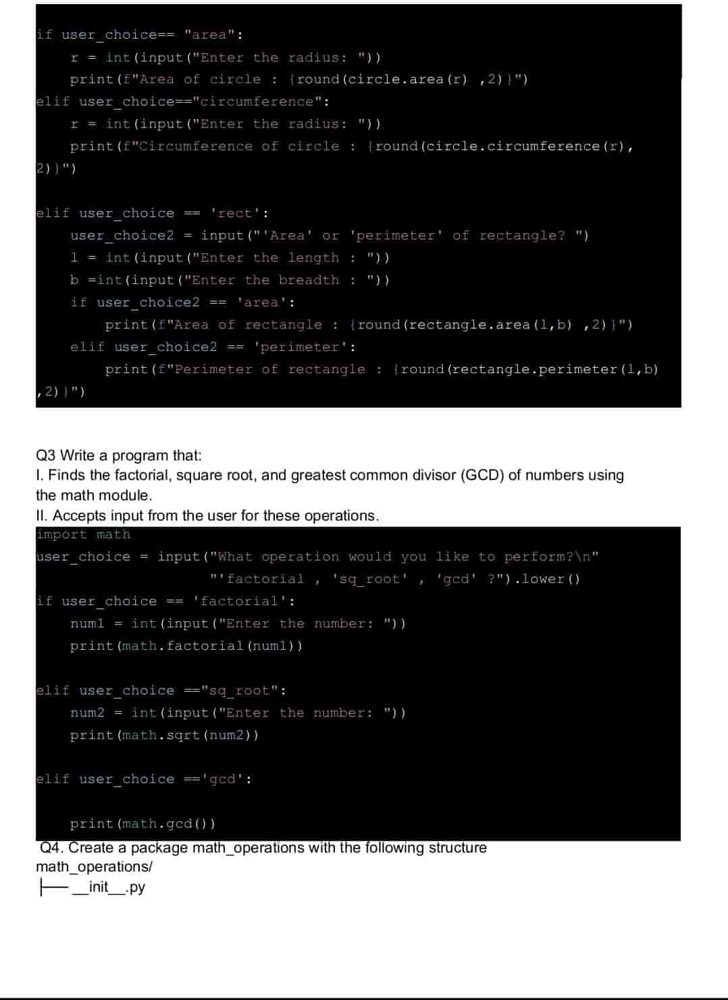 if user_choice== "area":
    r = int(input("Enter the radius: "))
    print(f"Area of circle : {round(circle.area(r) ,2)}")
elif user_choice=="circumference":
    r = int(input("Enter the radius: "))
    print(f"Circumference of circle : {round(circle.circumference(r),
2)}")
elif user_choice == 'rect':
    user_choice2 = input("'Area' or 'perimeter' of rectangle? ")
    l = int(input("Enter the length : "))
    b =int(input("Enter the breadth : "))
    if user_choice2 == 'area':
        print(f"Area of rectangle : {round(rectangle.area(l,b) ,2)}")
    elif user_choice2 == 'perimeter':
        print(f"Perimeter of rectangle : {round(rectangle.perimeter(l,b)
,2)}")
Q3 Write a program that:
I. Finds the factorial, square root, and greatest common divisor (GCD) of numbers using
the math module.
II. Accepts input from the user for these operations.
import math
user_choice = input("What operation would you like to perform?\n"
                    "'factorial , 'sq_root' , 'gcd' ?").lower()
if user_choice == 'factorial':
    num1 = int(input("Enter the number: "))
    print(math.factorial(num1))
elif user_choice =="sq_root":
    num2 = int(input("Enter the number: "))
    print(math.sqrt(num2))
elif user_choice =='gcd':
    print(math.gcd())
Q4. Create a package math_operations with the following structure
math_operations/
├── __init__.py